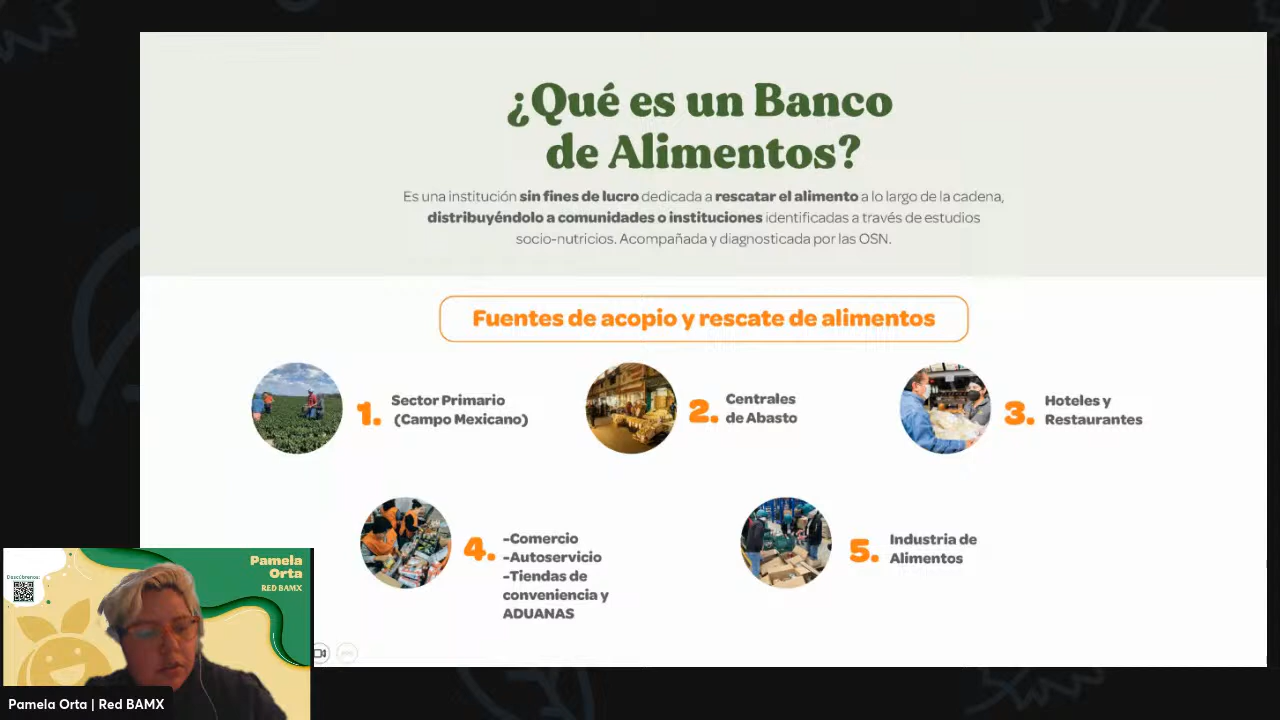 ¿Qué es un Banco
de Alimentos?
Es una institución sin fines de lucro dedicada a rescatar el alimento a lo largo de la cadena,
distribuyéndolo a comunidades o instituciones identificadas a través de estudios
socio-nutricios. Acompañada y diagnosticada por las OSN.
Fuentes de acopio y rescate de alimentos
1. Sector Primario
(Campo Mexicano)
2. Centrales
de Abasto
3. Hoteles y
Restaurantes
4. -Comercio
-Autoservicio
-Tiendas de
conveniencia y
ADUANAS
5. Industria de
Alimentos
Descúbrenos:
Pamela
Orta
RED BAMX
Pamela Orta | Red BAMX